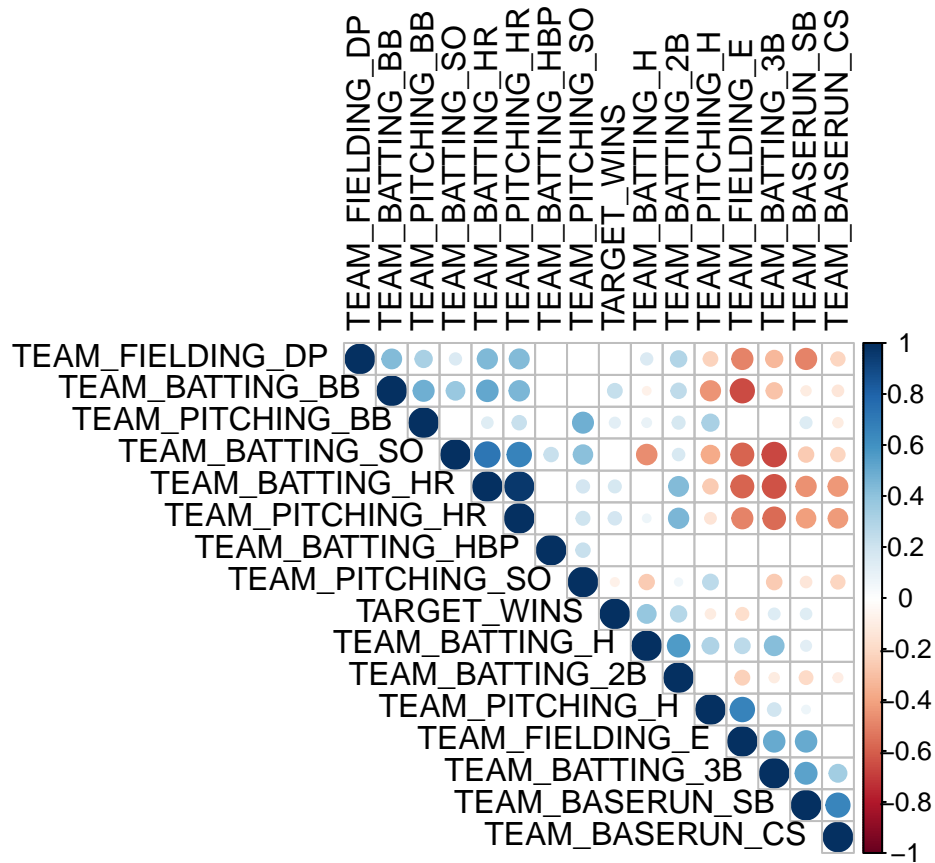 TEAM_FIELDING_DP
TEAM_BATTING_BB
TEAM_PITCHING_BB
TEAM_BATTING_SO
TEAM_BATTING_HR
TEAM_PITCHING_HR
TEAM_BATTING_HBP
TEAM_PITCHING_SO
TARGET_WINS
TEAM_BATTING_H
TEAM_BATTING_2B
TEAM_PITCHING_H
TEAM_FIELDING_E
TEAM_BATTING_3B
TEAM_BASERUN_SB
TEAM_BASERUN_CS
TEAM_FIELDING_DP
TEAM_BATTING_BB
TEAM_PITCHING_BB
TEAM_BATTING_SO
TEAM_BATTING_HR
TEAM_PITCHING_HR
TEAM_BATTING_HBP
TEAM_PITCHING_SO
TARGET_WINS
TEAM_BATTING_H
TEAM_BATTING_2B
TEAM_PITCHING_H
TEAM_FIELDING_E
TEAM_BATTING_3B
TEAM_BASERUN_SB
TEAM_BASERUN_CS
1
0.8
0.6
0.4
0.2
0
−0.2
−0.4
−0.6
−0.8
−1